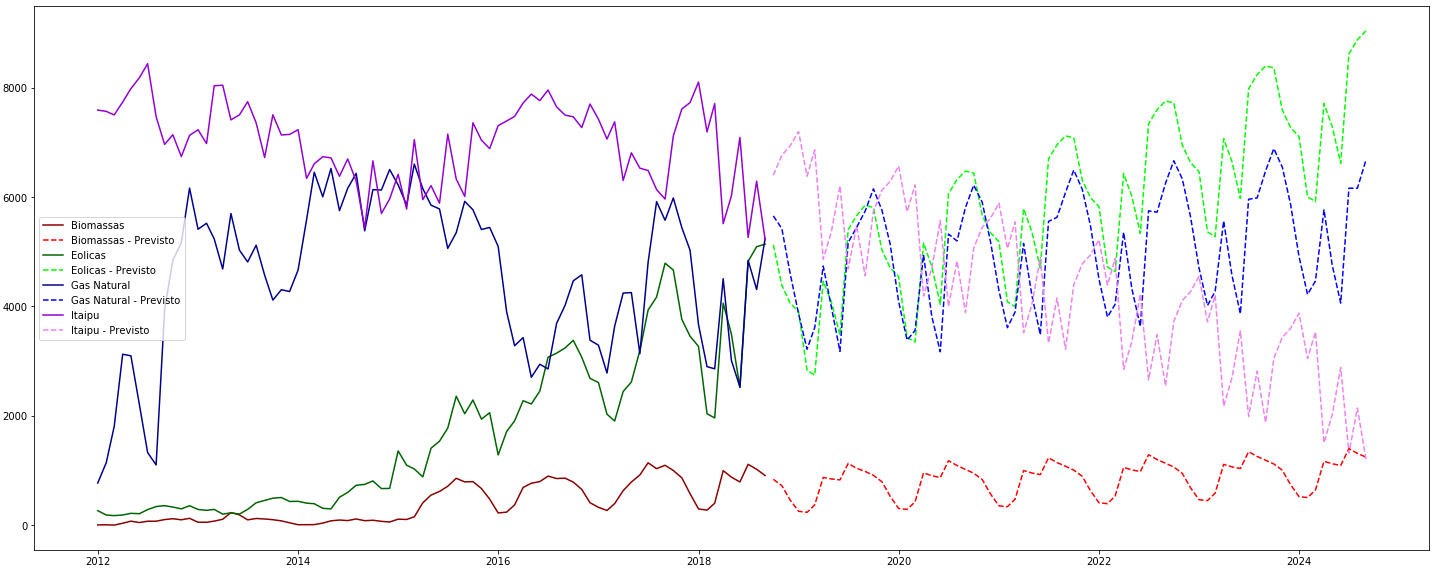 8000
6000
4000
2000
0
Biomassas
Biomassas - Previsto
Eolicas
Eolicas - Previsto
Gas Natural
Gas Natural - Previsto
Itaipu
Itaipu - Previsto
2012 2014 2016 2018 2020 2022 2024